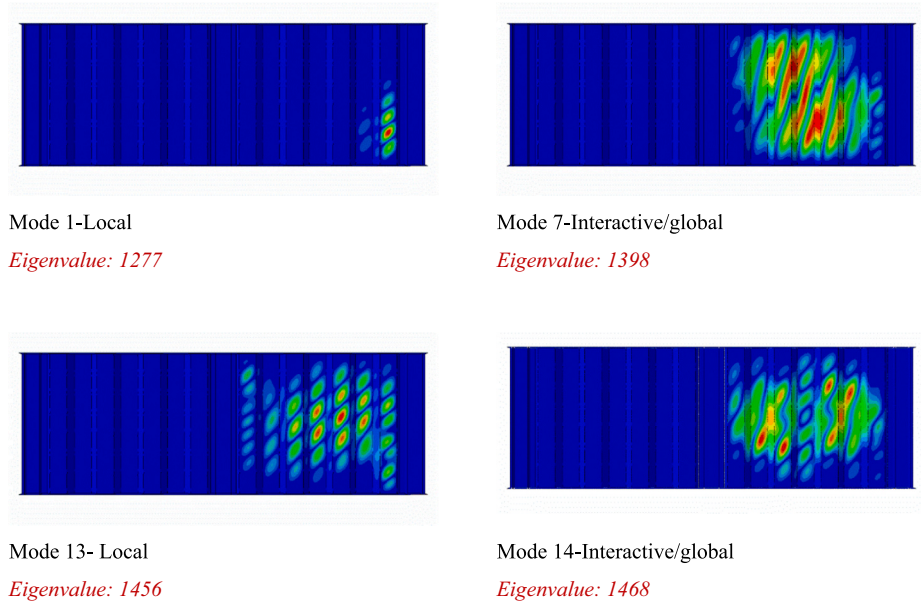 Mode 1-Local
Eigenvalue: 1277
Mode 7-Interactive/global
Eigenvalue: 1398
Mode 13- Local
Eigenvalue: 1456
Mode 14-Interactive/global
Eigenvalue: 1468